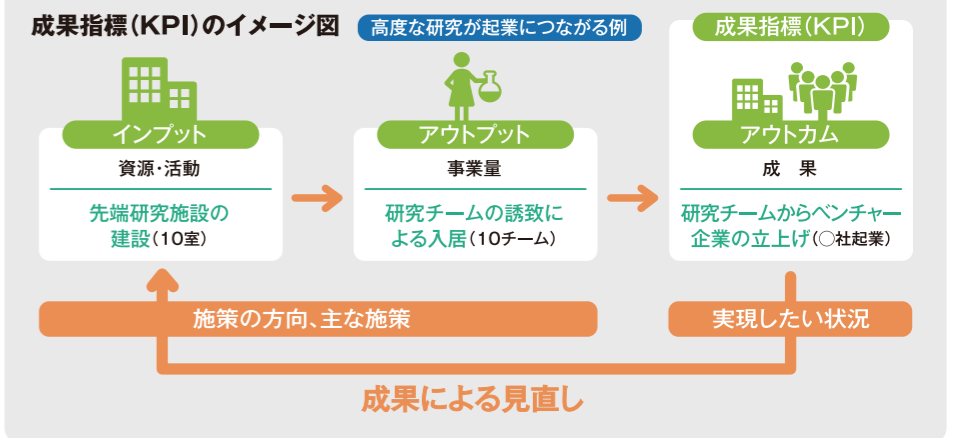 成果指標(KPI)のイメージ図
高度な研究が起業につながる例
成果指標(KPI)
インプット
資源・活動
先端研究施設の
建設(10室)
アウトプット
事業量
研究チームの誘致に
よる入居(10チーム)
アウトカム
成 果
研究チームからベンチャー
企業の立上げ(○社起業)
施策の方向、主な施策
実現したい状況
成果による見直し